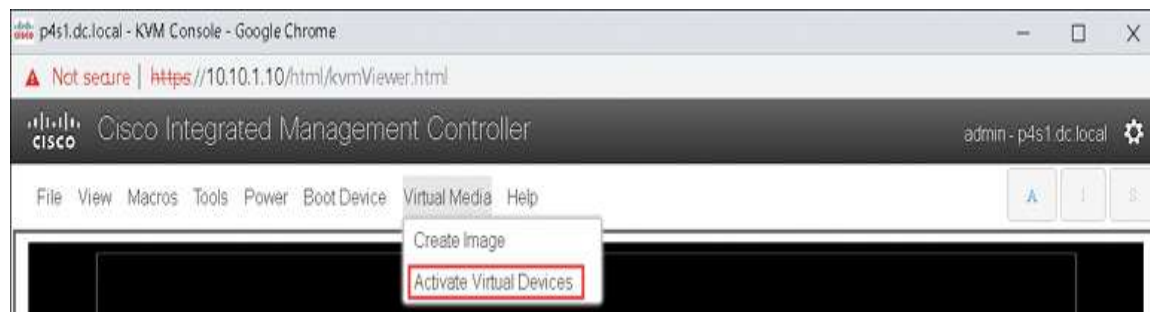 p4s1.dc.local - KVM Console - Google Chrome
Not secure | https://10.10.1.10/html/kvmViewer.html
cisco Cisco Integrated Management Controller admin - p4s1.dc.local
File View Macros Tools Power Boot Device Virtual Media Help A I S
Create Image
Activate Virtual Devices